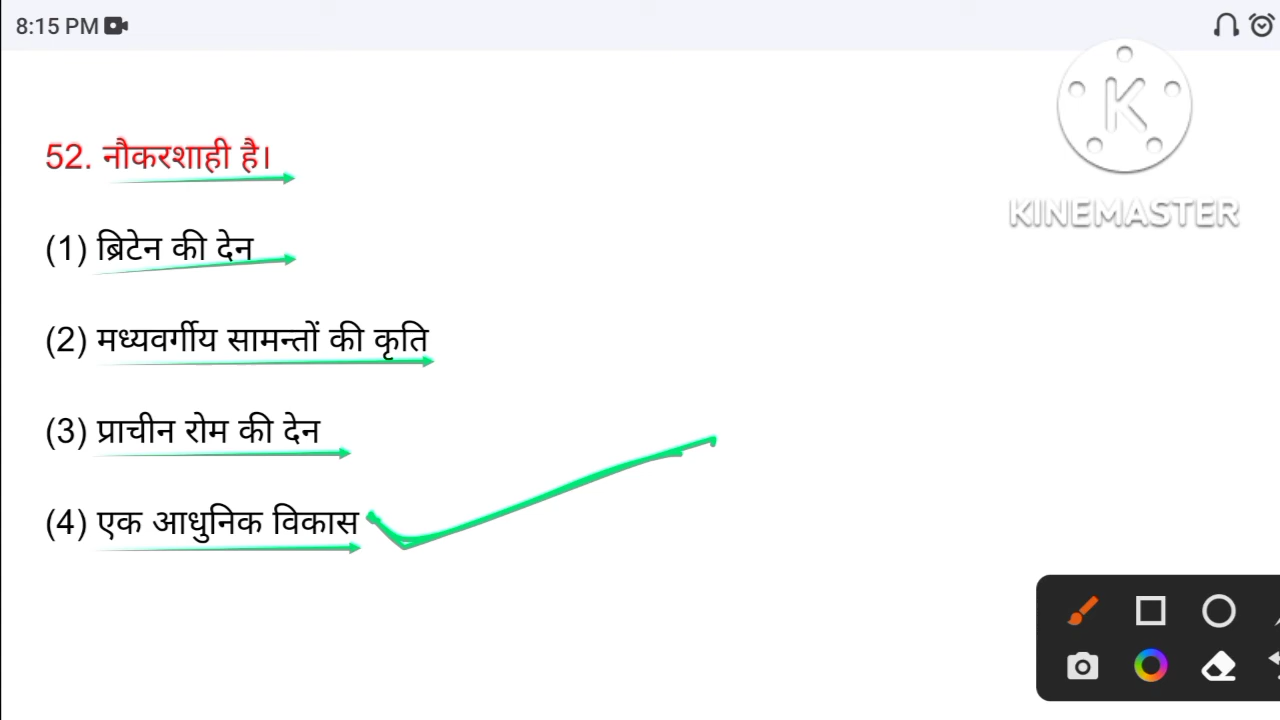 8:15 PM
KINEMASTER
52. नौकरशाही है।
(1) ब्रिटेन की देन
(2) मध्यवर्गीय सामन्तों की कृति
(3) प्राचीन रोम की देन
(4) एक आधुनिक विकास